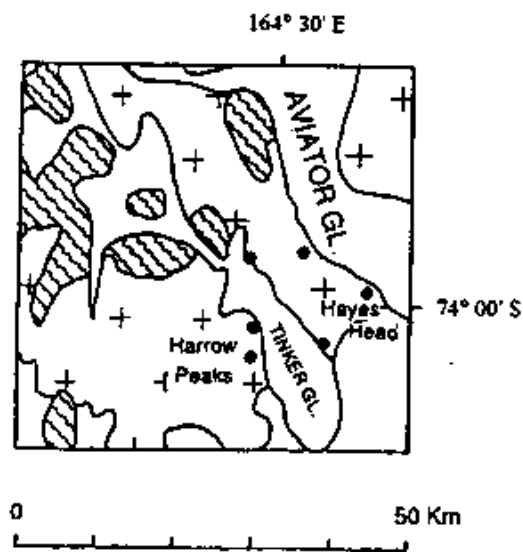 164° 30' E
AVIATOR GL
74° 00' S
Hayes
Head
Harrow
Peaks
TINKER GL.
0
50 Km